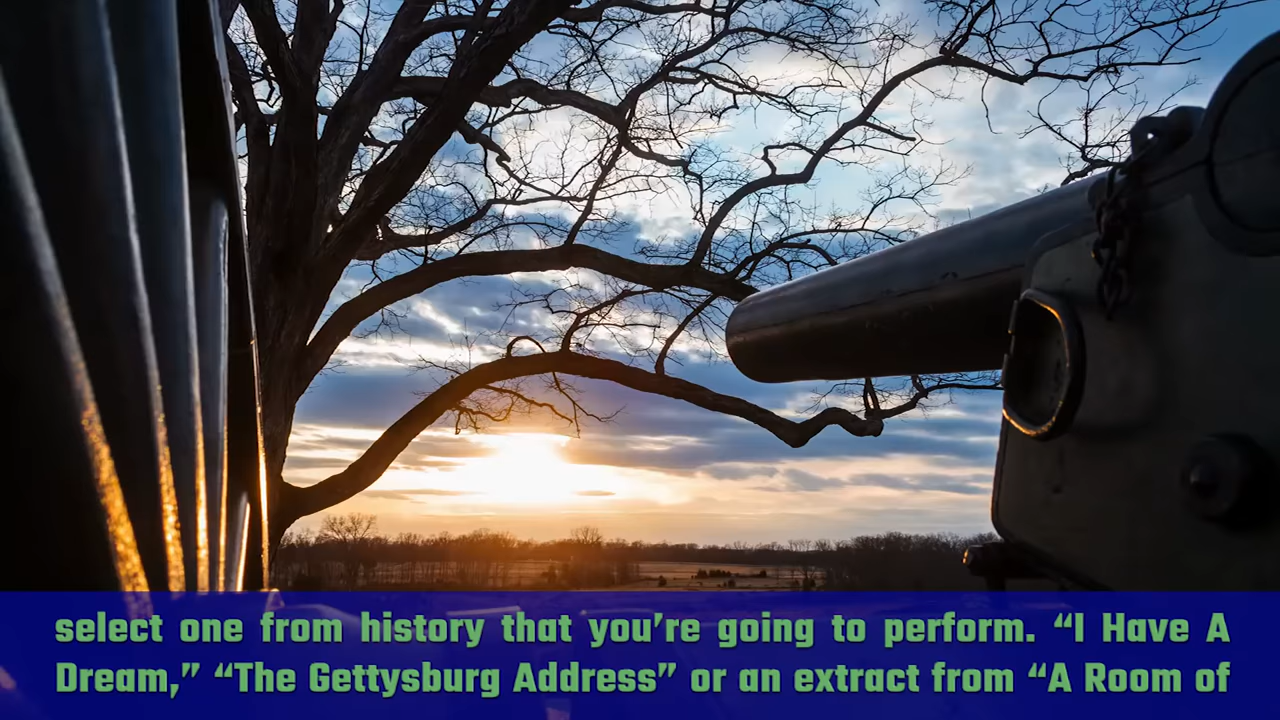 select one from history that you’re going to perform. “I Have A
Dream,” “The Gettysburg Address” or an extract from “A Room of